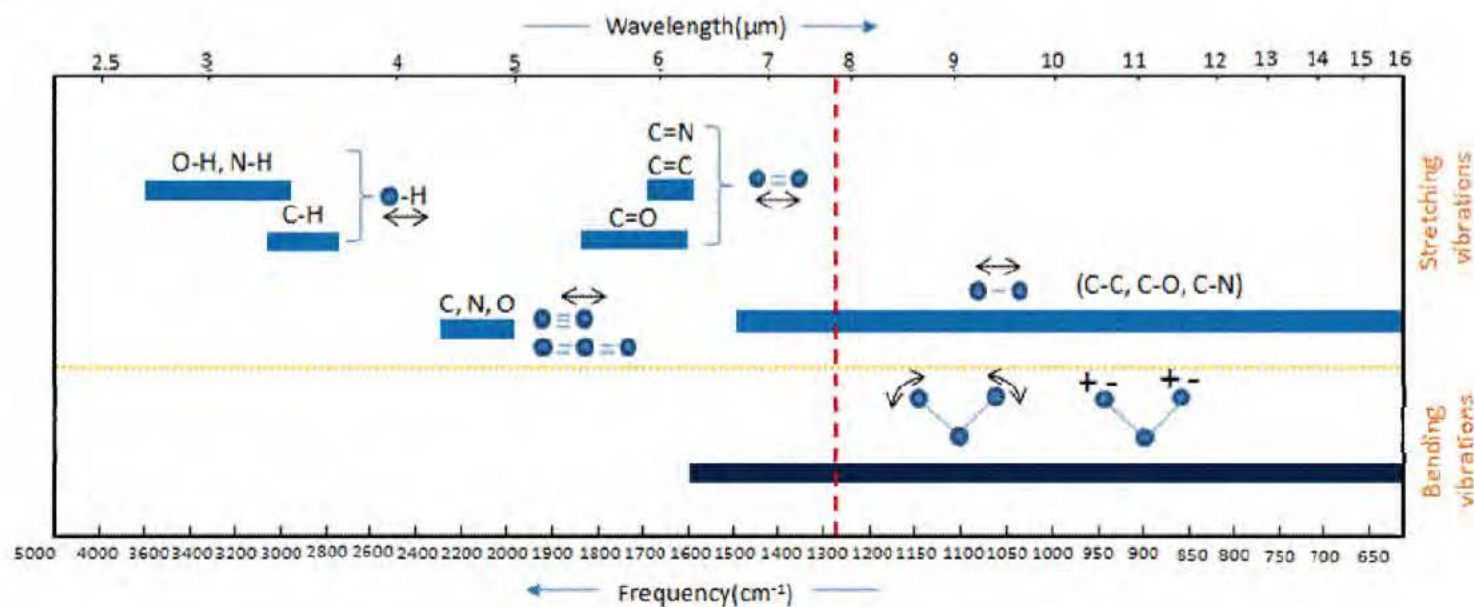 Wavelength(μm)
2.5 3 4 5 6 7 8 9 10 11 12 13 14 15 16
C=N
O-H, N-H
C=C
-H
C-H
C=O
(C-C, C-O, C-N)
C, N, O
Stretching
vibrations
+ - + -
Bending
vibrations
5000 4000 3600 3400 3200 3000 2800 2600 2400 2200 2000 1900 1800 1700 1600 1500 1400 1300 1200 1150 1100 1050 1000 950 900 650 800 750 700 650
Frequency(cm⁻¹)